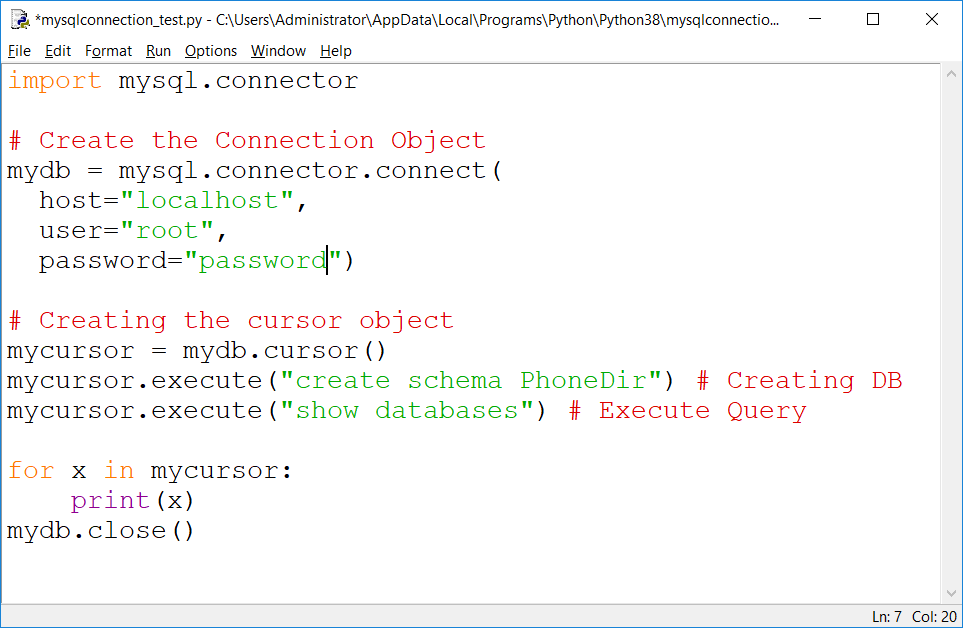 *mysqlconnection_test.py - C:\Users\Administrator\AppData\Local\Programs\Python\Python38\mysqlconnectio...
File Edit Format Run Options Window Help
import mysql.connector
# Create the Connection Object
mydb = mysql.connector.connect(
  host="localhost",
  user="root",
  password="password")
# Creating the cursor object
mycursor = mydb.cursor()
mycursor.execute("create schema PhoneDir") # Creating DB
mycursor.execute("show databases") # Execute Query
for x in mycursor:
    print(x)
mydb.close()
Ln: 7 Col: 20